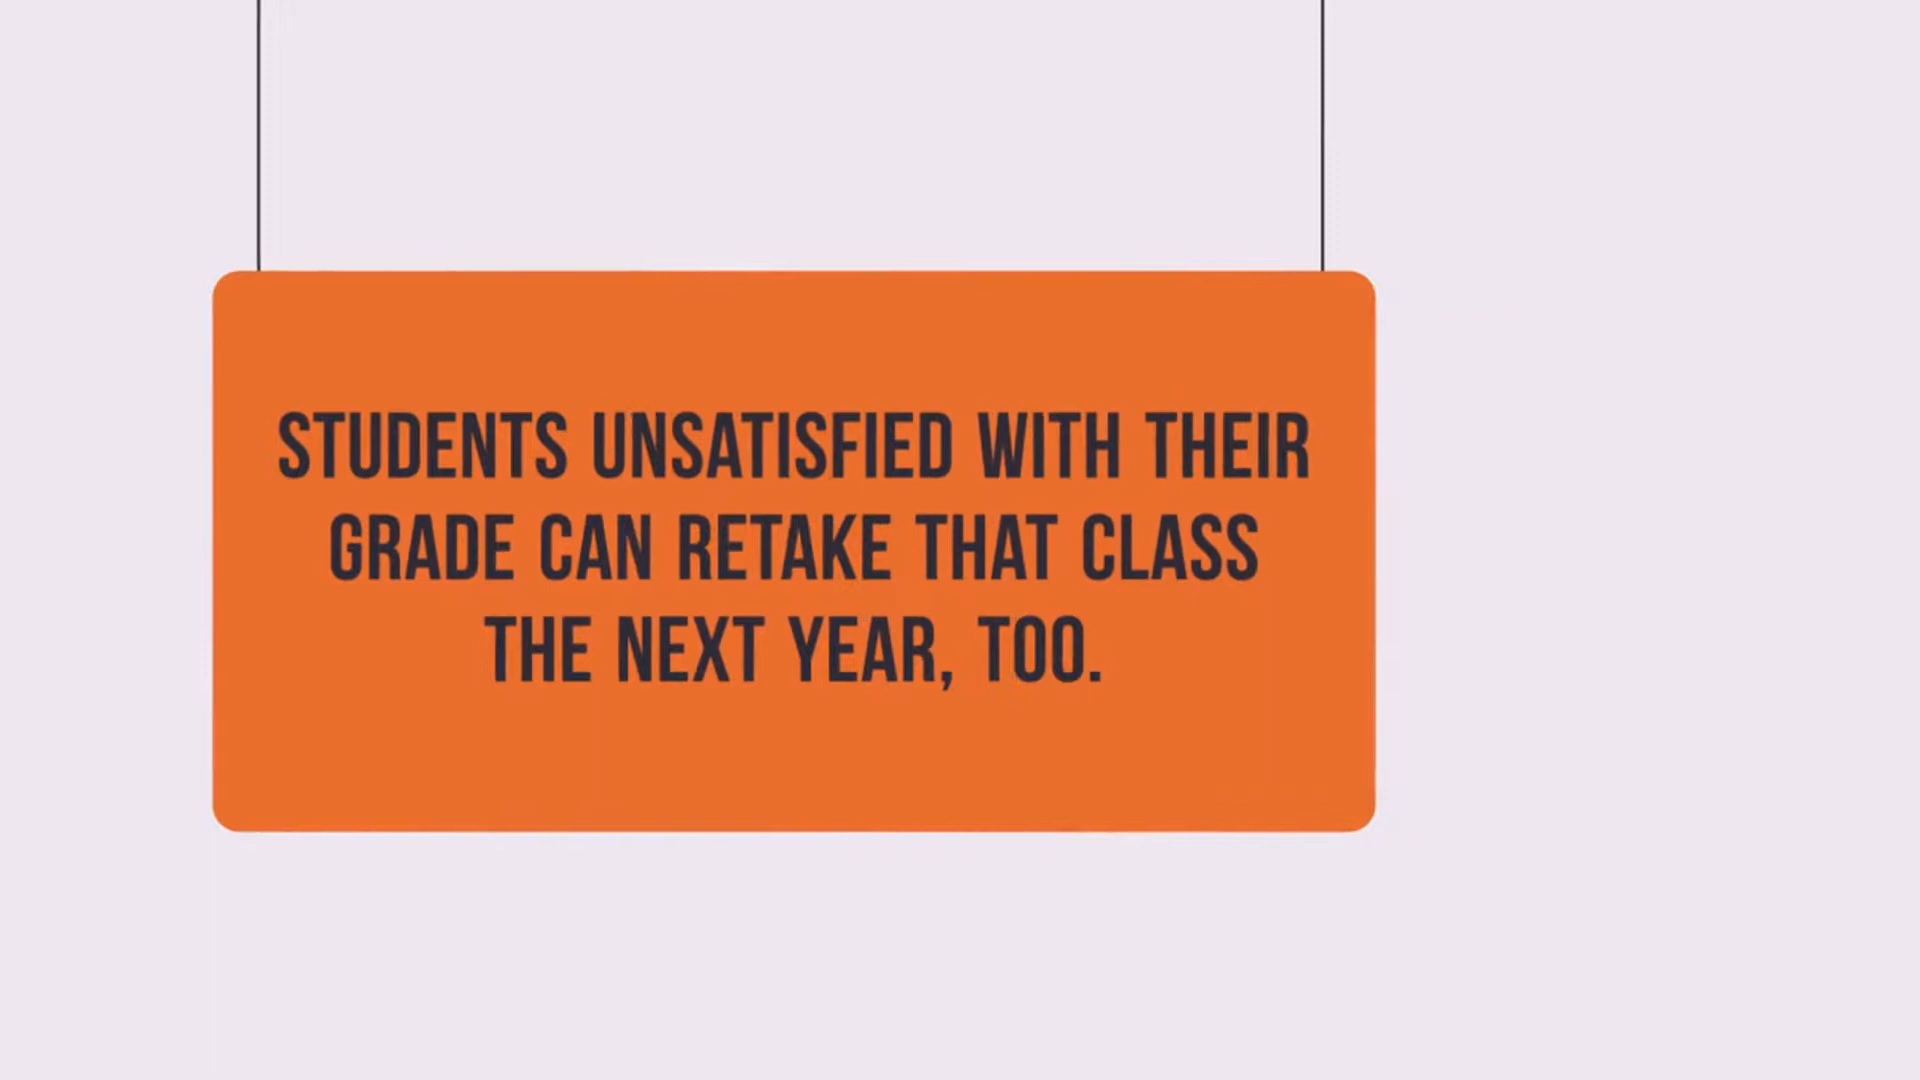 STUDENTS UNSATISFIED WITH THEIR
GRADE CAN RETAKE THAT CLASS
THE NEXT YEAR, TOO.